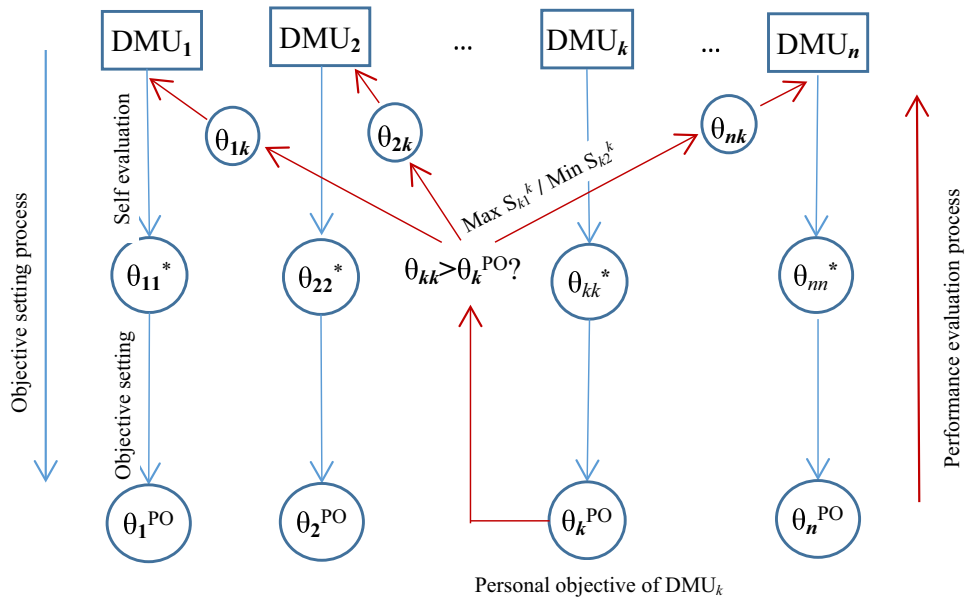 DMU₁ DMU₂ ... DMUₖ ... DMUₙ
θ₁ₖ θ₂ₖ θₙₖ
Self evaluation
Max Sₖ₁ᵏ / Min Sₖ₂ᵏ
θ₁₁* θ₂₂* θₖₖ>θₖᴾᴼ? θₖₖ* θₙₙ*
Objective setting process
Objective setting
Performance evaluation process
θ₁ᴾᴼ θ₂ᴾᴼ θₖᴾᴼ θₙᴾᴼ
Personal objective of DMUₖ